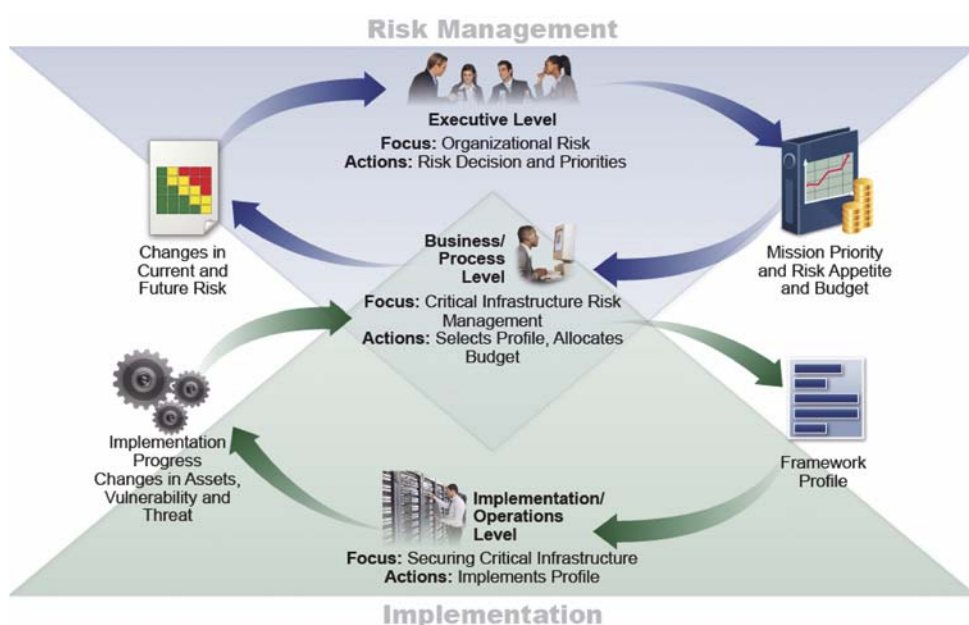 Risk Management
Executive Level
Focus: Organizational Risk
Actions: Risk Decision and Priorities
Changes in
Current and
Future Risk
Mission Priority
and Risk Appetite
and Budget
Business/
Process
Level
Focus: Critical Infrastructure Risk
Management
Actions: Selects Profile, Allocates
Budget
Implementation
Progress
Changes in Assets,
Vulnerability and
Threat
Framework
Profile
Implementation/
Operations
Level
Focus: Securing Critical Infrastructure
Actions: Implements Profile
Implementation